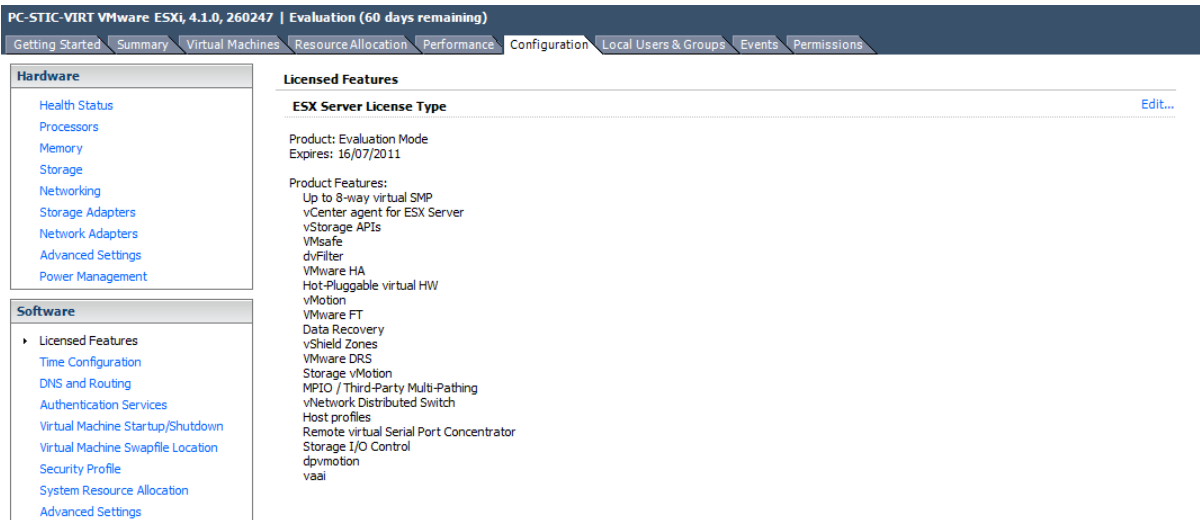 PC-STIC-VIRT VMware ESXi, 4.1.0, 260247 | Evaluation (60 days remaining)
Getting Started Summary Virtual Machines Resource Allocation Performance Configuration Local Users & Groups Events Permissions
Hardware
Health Status
Processors
Memory
Storage
Networking
Storage Adapters
Network Adapters
Advanced Settings
Power Management
Software
Licensed Features
Time Configuration
DNS and Routing
Authentication Services
Virtual Machine Startup/Shutdown
Virtual Machine Swapfile Location
Security Profile
System Resource Allocation
Advanced Settings
Licensed Features
ESX Server License Type Edit...
Product: Evaluation Mode
Expires: 16/07/2011
Product Features:
Up to 8-way virtual SMP
vCenter agent for ESX Server
vStorage APIs
VMsafe
dvFilter
VMware HA
Hot-Pluggable virtual HW
vMotion
VMware FT
Data Recovery
vShield Zones
VMware DRS
Storage vMotion
MPIO / Third-Party Multi-Pathing
vNetwork Distributed Switch
Host profiles
Remote virtual Serial Port Concentrator
Storage I/O Control
dpvmotion
vaai